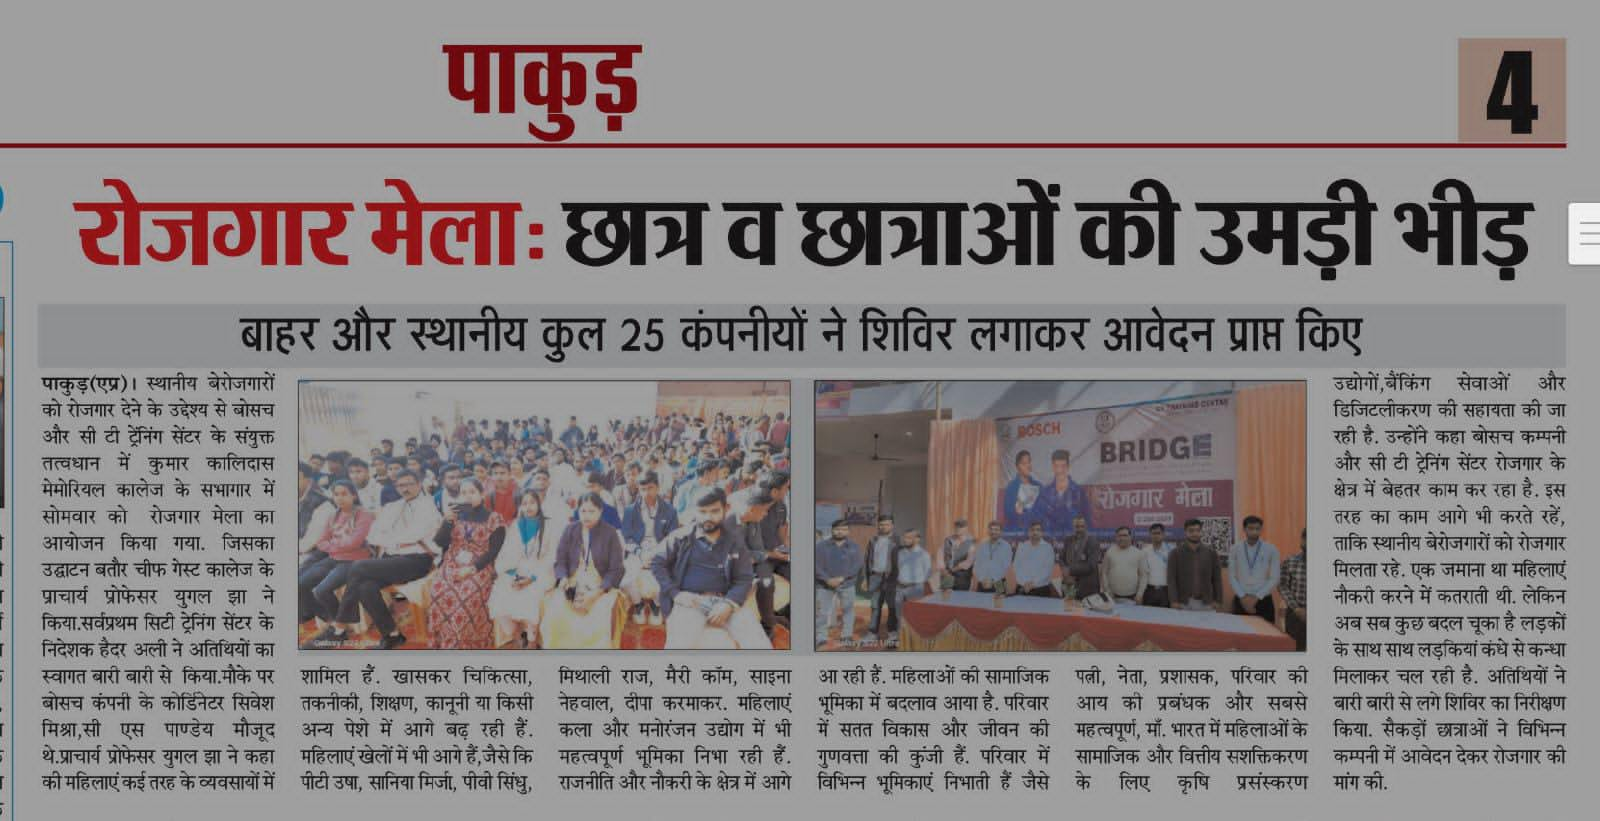 पाकुड़
4
रोजगार मेला: छात्र व छात्राओं की उमड़ी भीड़
बाहर और स्थानीय कुल 25 कंपनीयों ने शिविर लगाकर आवेदन प्राप्त किए
पाकुड़(एप्र)। स्थानीय बेरोजगारों
को रोजगार देने के उद्देश्य से बोसच
और सी टी ट्रेंनिंग सेंटर के संयुक्त
तत्वधान में कुमार कालिदास
मेमोरियल कालेज के सभागार में
सोमवार को रोजगार मेला का
आयोजन किया गया. जिसका
उद्घाटन बतौर चीफ गेस्ट कालेज के
प्राचार्य प्रोफेसर युगल झा ने
किया.सर्वप्रथम सिटी ट्रेनिंग सेंटर के
निदेशक हैदर अली ने अतिथियों का
स्वागत बारी बारी से किया.मौके पर
बोसच कंपनी के कोर्डिनेटर सिवेश
मिश्रा,सी एस पाण्डेय मौजूद
थे.प्राचार्य प्रोफेसर युगल झा ने कहा
की महिलाएं कई तरह के व्यवसायों में
शामिल हैं. खासकर चिकित्सा,
तकनीकी, शिक्षण, कानूनी या किसी
अन्य पेशे में आगे बढ़ रही हैं.
महिलाएं खेलों में भी आगे हैं,जैसे कि
पीटी उषा, सानिया मिर्जा, पीवी सिंधु,
मिथाली राज, मैरी कॉम, साइना
नेहवाल, दीपा करमाकर. महिलाएं
कला और मनोरंजन उद्योग में भी
महत्वपूर्ण भूमिका निभा रही हैं.
राजनीति और नौकरी के क्षेत्र में आगे
आ रही हैं. महिलाओं की सामाजिक
भूमिका में बदलाव आया है. परिवार
में सतत विकास और जीवन की
गुणवत्ता की कुंजी हैं. परिवार में
विभिन्न भूमिकाएं निभाती हैं जैसे
पत्नी, नेता, प्रशासक, परिवार की
आय की प्रबंधक और सबसे
महत्वपूर्ण, माँ. भारत में महिलाओं के
सामाजिक और वित्तीय सशक्तिकरण
के लिए कृषि प्रसंस्करण
उद्योगों,बैंकिंग सेवाओं और
डिजिटलीकरण की सहायता की जा
रही है. उन्होंने कहा बोसच कम्पनी
और सी टी ट्रेनिंग सेंटर रोजगार के
क्षेत्र में बेहतर काम कर रहा है. इस
तरह का काम आगे भी करते रहें,
ताकि स्थानीय बेरोजगारों को रोजगार
मिलता रहे. एक जमाना था महिलाएं
नौकरी करने में कतराती थी. लेकिन
अब सब कुछ बदल चूका है लड़कों
के साथ साथ लड़कियां कंधे से कन्धा
मिलाकर चल रही है. अतिथियों ने
बारी बारी से लगे शिविर का निरीक्षण
किया. सैकड़ों छात्राओं ने विभिन्न
कम्पनी में आवेदन देकर रोजगार की
मांग की.
TRAINING CENTRE
BOSCH
BRIDGE
रोजगार मेला
Galaxy S22 Ultra
Galaxy S22 Ultra